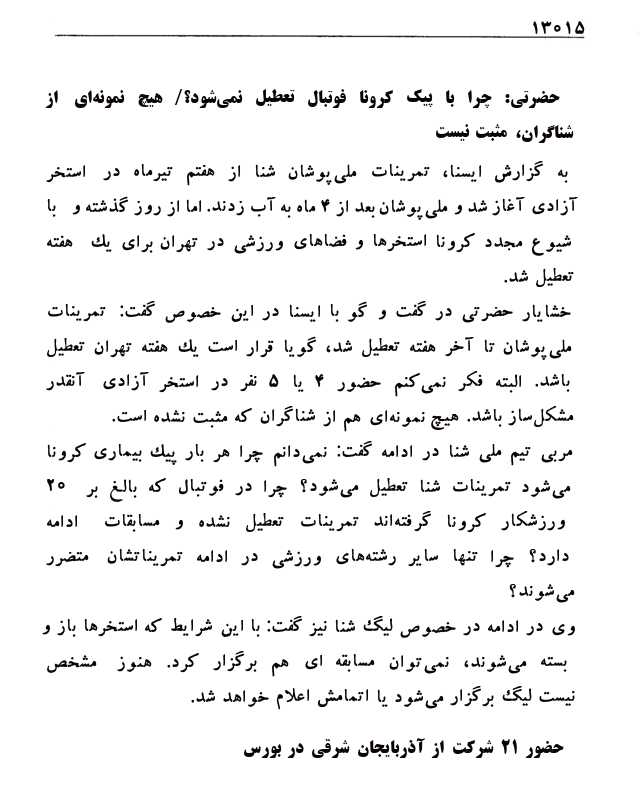 ۱۳۰۱۵
حضرتی: چرا با پیک کرونا فوتبال تعطیل نمی‌شود؟/ هیچ نمونه‌ای از
شناگران، مثبت نیست
به گزارش ایسنا، تمرینات ملی‌پوشان شنا از هفتم تیرماه در استخر
آزادی آغاز شد و ملی‌پوشان بعد از ۴ ماه به آب زدند. اما از روز گذشته و با
شیوع مجدد کرونا استخرها و فضاهای ورزشی در تهران برای یك هفته
تعطیل شد.
خشایار حضرتی در گفت و گو با ایسنا در این خصوص گفت: تمرینات
ملی‌پوشان تا آخر هفته تعطیل شد، گویا قرار است یك هفته تهران تعطیل
باشد. البته فکر نمی‌کنم حضور ۴ یا ۵ نفر در استخر آزادی آنقدر
مشکل‌ساز باشد. هیچ نمونه‌ای هم از شناگران که مثبت نشده است.
مربی تیم ملی شنا در ادامه گفت: نمی‌دانم چرا هر بار پیك بیماری کرونا
می‌شود تمرینات شنا تعطیل می‌شود؟ چرا در فوتبال که بالغ بر ۲۰
ورزشکار کرونا گرفته‌اند تمرینات تعطیل نشده و مسابقات ادامه
دارد؟ چرا تنها سایر رشته‌های ورزشی در ادامه تمریناتشان متضرر
می‌شوند؟
وی در ادامه در خصوص لیگ شنا نیز گفت: با این شرایط که استخرها باز و
بسته می‌شوند، نمی‌توان مسابقه ای هم برگزار کرد. هنوز مشخص
نیست لیگ برگزار می‌شود یا اتمامش اعلام خواهد شد.
حضور ۲۱ شرکت از آذربایجان شرقی در بورس